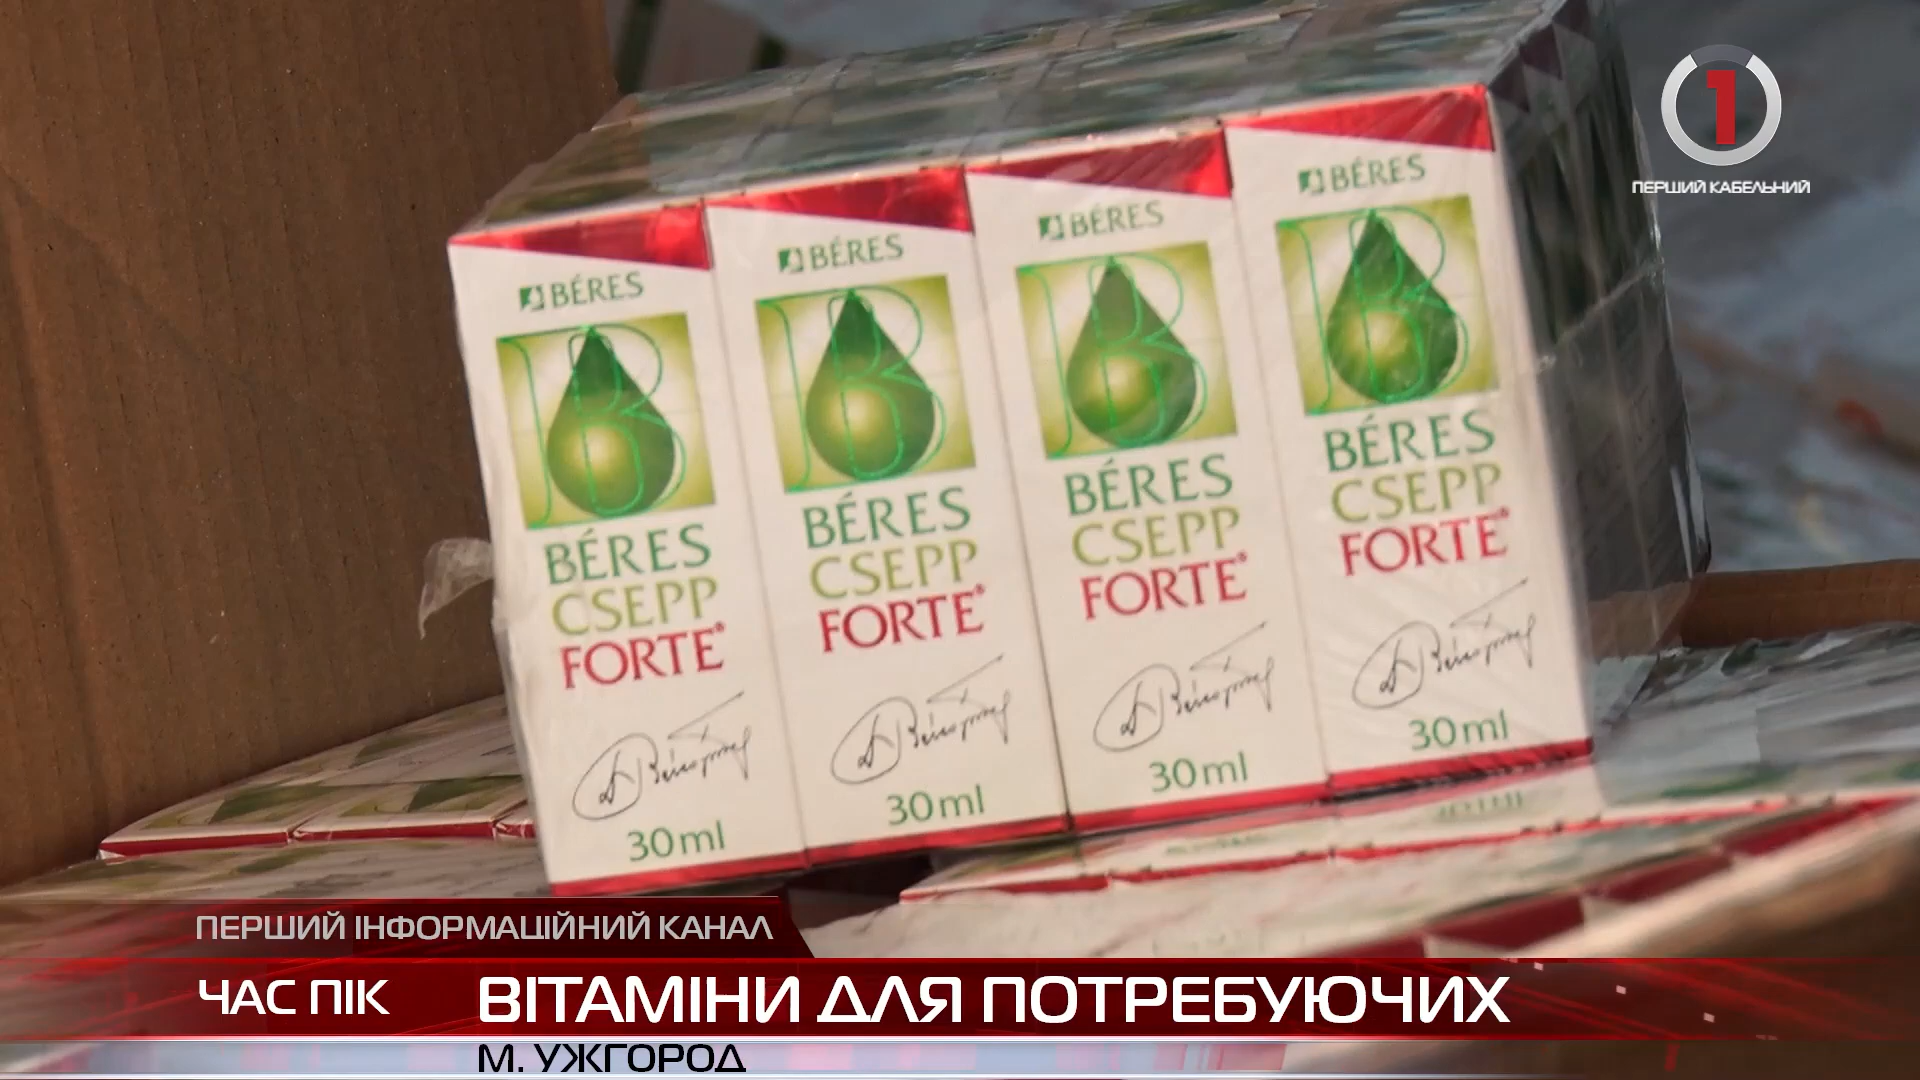 1
ПЕРШИЙ КАБЕЛЬНИЙ
BÉRES
BÉRES
CSEPP
FORTE®
30ml
BÉRES
BÉRES
CSEPP
FORTE®
30ml
BÉRES
BÉRES
CSEPP
FORTE®
30ml
BÉRES
BÉRES
CSEPP
FORTE®
30ml
ПЕРШИЙ ІНФОРМАЦІЙНИЙ КАНАЛ
ЧАС ПІК
ВІТАМІНИ ДЛЯ ПОТРЕБУЮЧИХ
М. УЖГОРОД